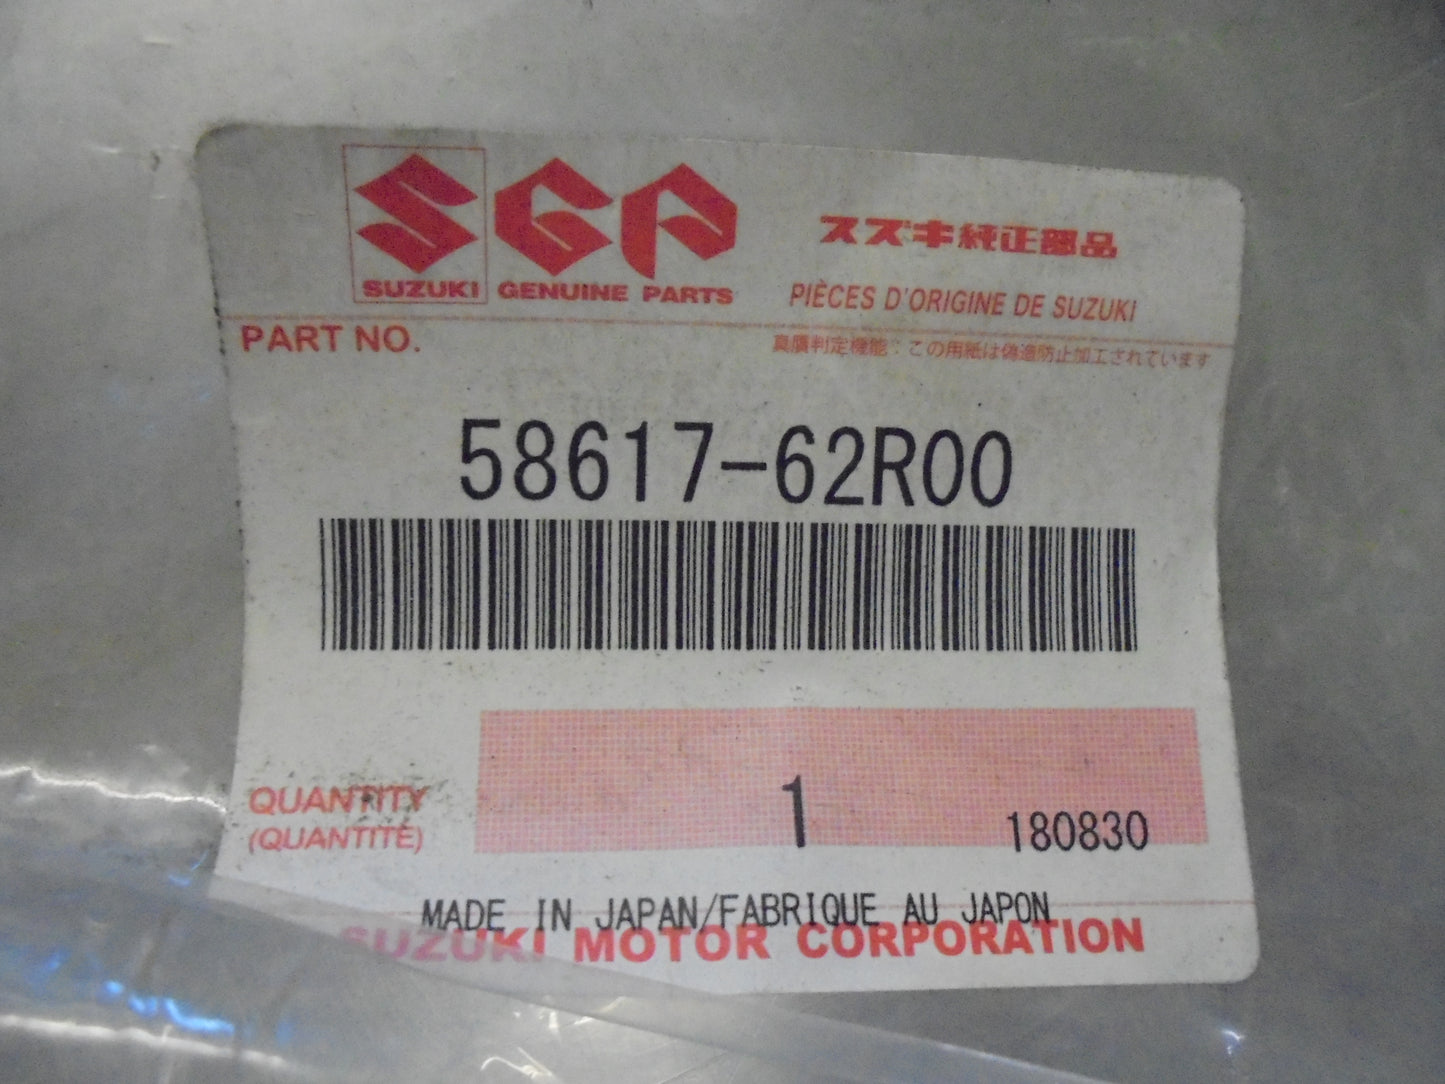 SGP
SUZUKI GENUINE PARTS
スズキ純正部品
PIÈCES D'ORIGINE DE SUZUKI
PART NO.
真贋判定機能：この用紙は偽造防止加工されています
58617-62R00
QUANTITY
(QUANTITÉ)
1
180830
MADE IN JAPAN/FABRIQUE AU JAPON
SUZUKI MOTOR CORPORATION